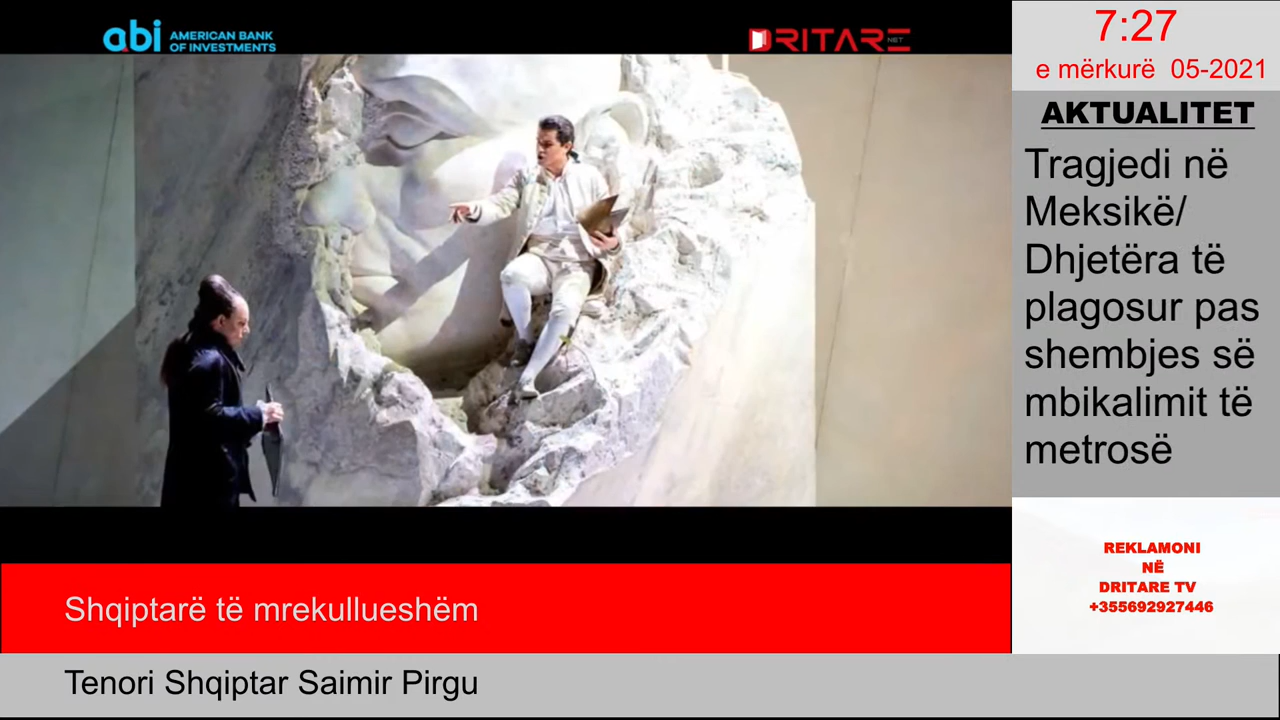 abi AMERICAN BANK
OF INVESTMENTS
DRITARE NET
7:27
e mërkurë 05-2021
AKTUALITET
Tragjedi në
Meksikë/
Dhjetëra të
plagosur pas
shembjes së
mbikalimit të
metrosë
REKLAMONI
NË
DRITARE TV
+355692927446
Shqiptarë të mrekullueshëm
Tenori Shqiptar Saimir Pirgu